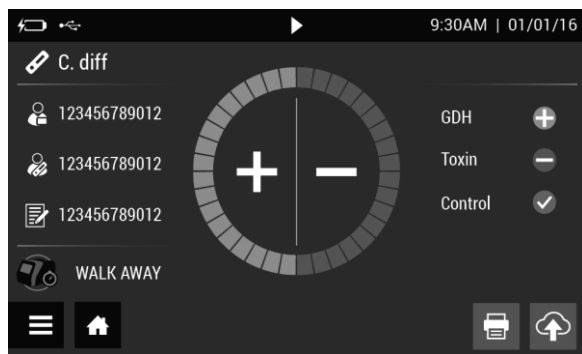 9:30AM | 01/01/16
C. diff
123456789012
123456789012
123456789012
WALK AWAY
GDH
Toxin
Control